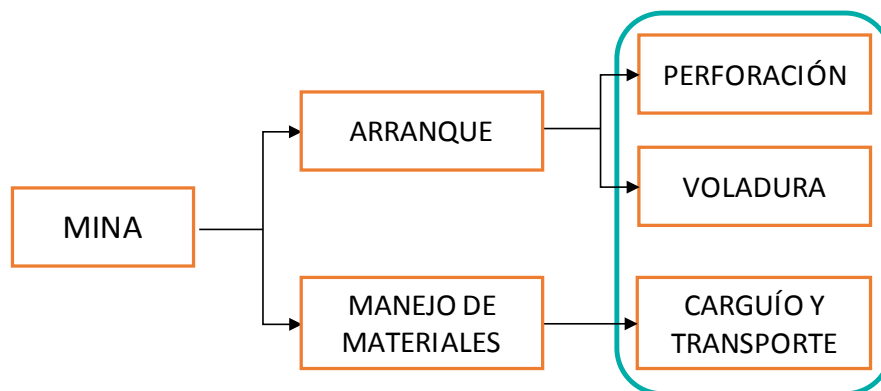 PERFORACIÓN
ARRANQUE
VOLADURA
MINA
MANEJO DE
MATERIALES
CARGUÍO Y
TRANSPORTE